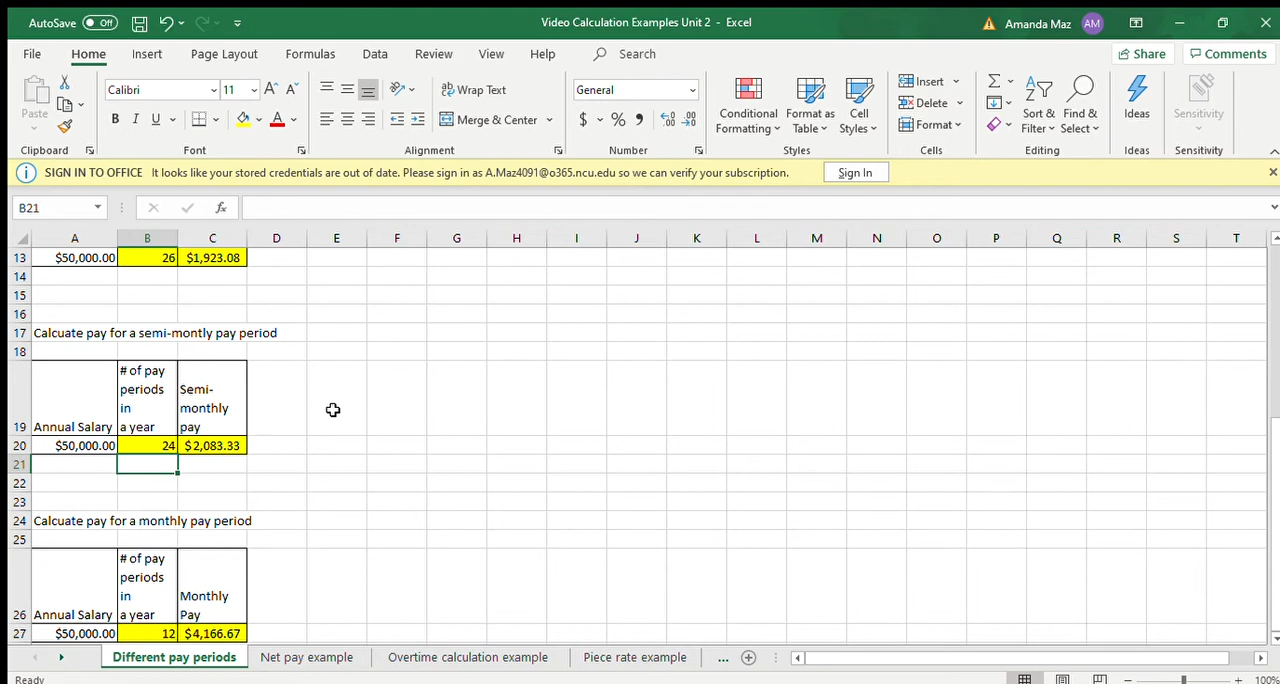 AutoSave Off
Video Calculation Examples Unit 2 - Excel
Amanda Maz AM
File Home Insert Page Layout Formulas Data Review View Help Search Share Comments
Paste
Calibri 11 A^ A˅
B I U A
Wrap Text
Merge & Center
General
$ % ,
Conditional Formatting
Format as Table
Cell Styles
Insert
Delete
Format
Sort & Filter
Find & Select
Ideas
Sensitivity
Clipboard Font Alignment Number Styles Cells Editing Ideas Sensitivity
SIGN IN TO OFFICE It looks like your stored credentials are out of date. Please sign in as A.Maz4091@o365.ncu.edu so we can verify your subscription. Sign In
B21 fx
A B C D E F G H I J K L M N O P Q R S T
13 $50,000.00 26 $1,923.08
14
15
16
17 Calcuate pay for a semi-montly pay period
18
# of pay
periods Semi-
in monthly
19 Annual Salary a year pay
20 $50,000.00 24 $2,083.33
21
22
23
24 Calcuate pay for a monthly pay period
25
# of pay
periods
in Monthly
26 Annual Salary a year Pay
27 $50,000.00 12 $4,166.67
Different pay periods Net pay example Overtime calculation example Piece rate example ...
Ready 100%